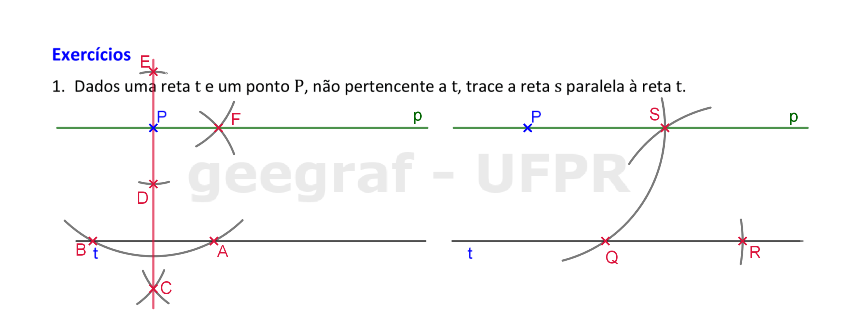 Exercícios
E
1. Dados uma reta t e um ponto P, não pertencente a t, trace a reta s paralela à reta t.
P F p P S p
geegraf - UFPR
D
B t A C t Q R